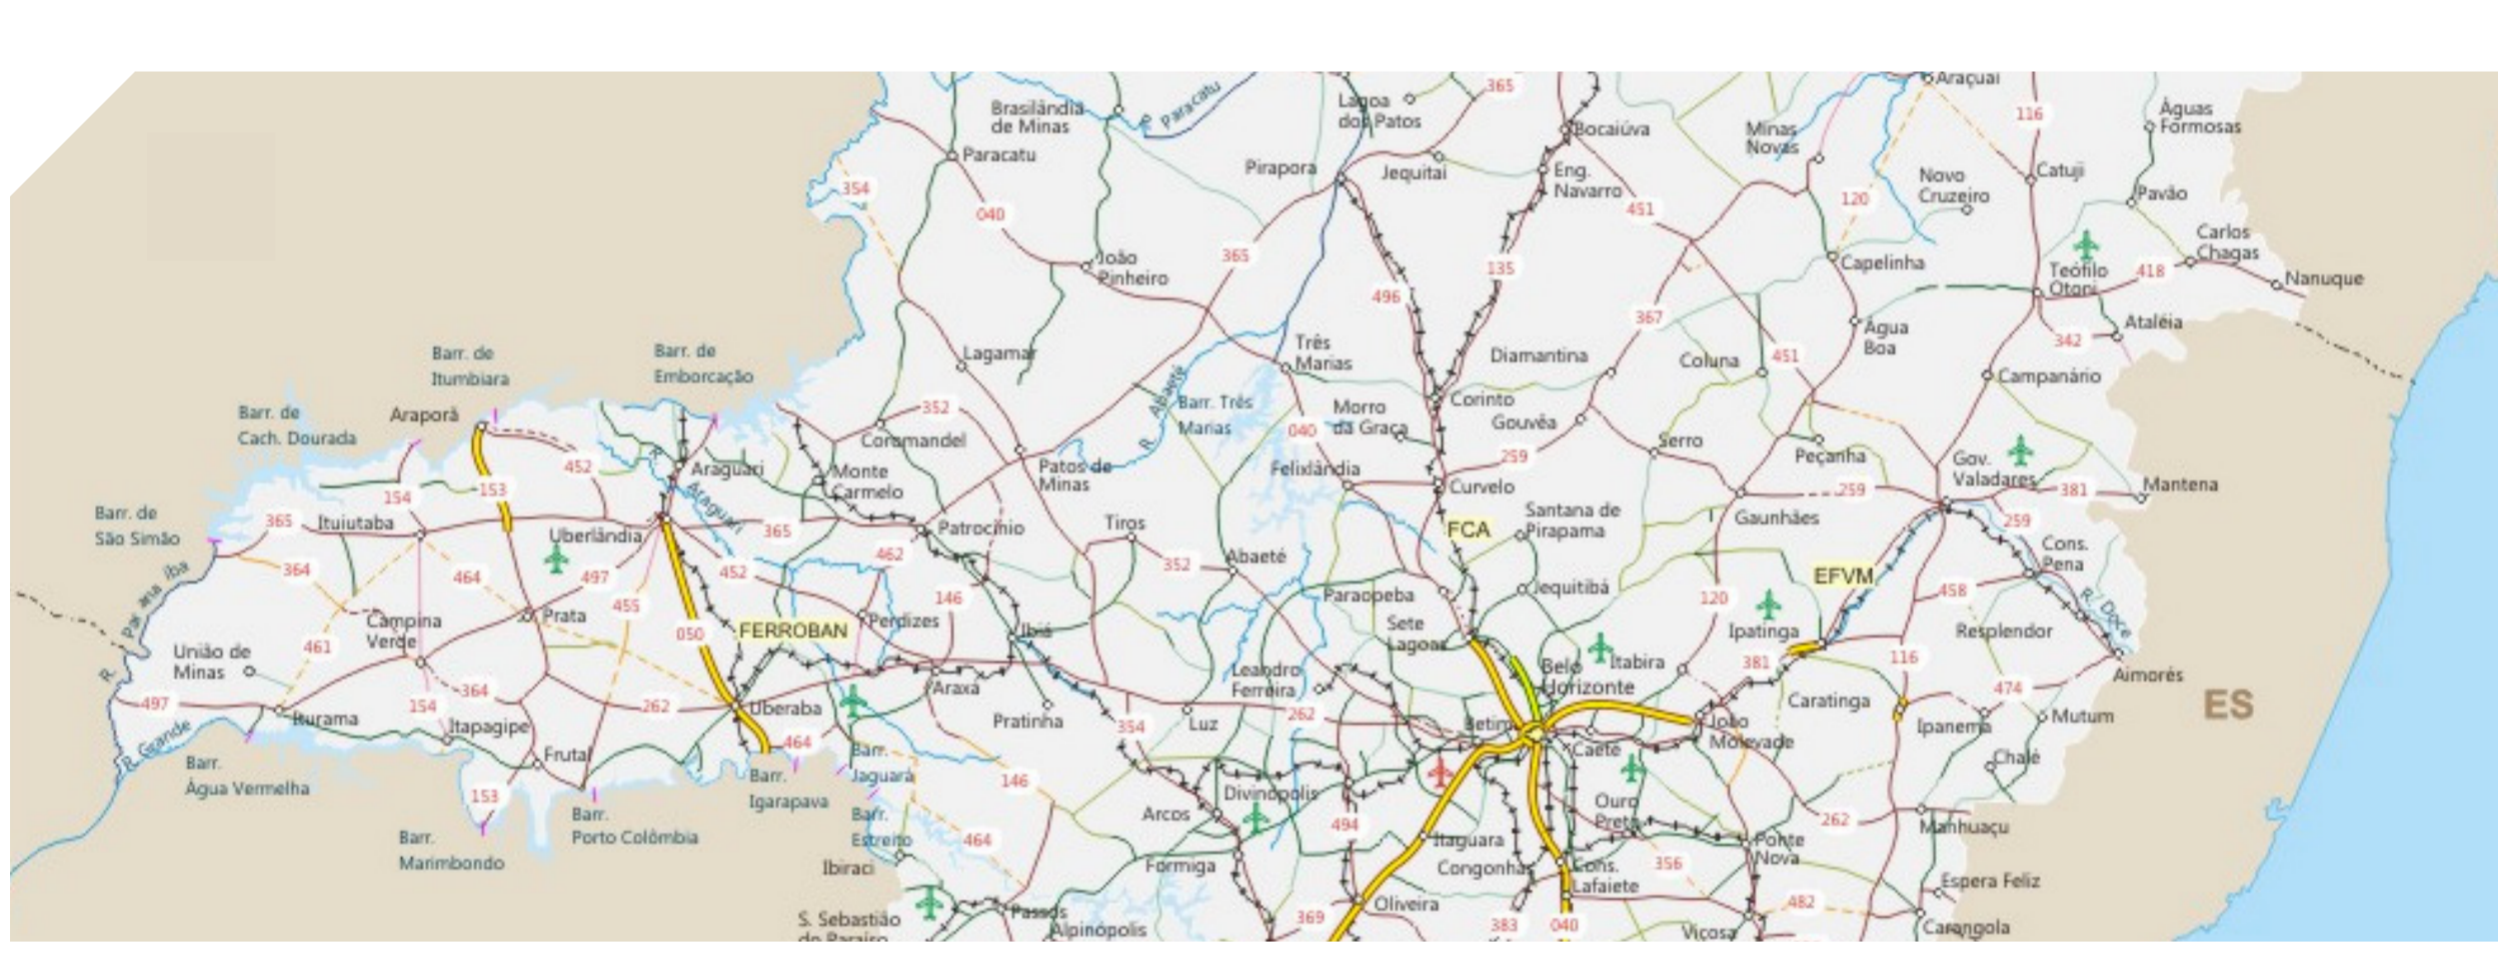 Araçuaí
365
Lagoa
dos Patos
Brasilândia
de Minas
R. Paracatu
116
Águas
Formosas
Bocaiúva
Minas
Novas
Paracatu
Pirapora
Jequitaí
Eng.
Navarro
Catuji
Novo
Cruzeiro
354
120
Pavão
040
451
Carlos
Chagas
João
Pinheiro
365
135
Capelinha
Teófilo
Otoni
418
Nanuque
496
367
Água
Boa
Ataléia
342
Barr. de
Itumbiara
Barr. de
Emborcação
Lagamar
Três
Marias
Diamantina
Coluna
451
Campanário
R. Abaeté
Barr. de
Cach. Dourada
Araporã
352
Coromandel
Barr. Três
Marias
040
Morro
da Graça
Corinto
Gouvêa
Serro
Peçanha
452
R. Araguari
Araguari
Monte
Carmelo
Patos de
Minas
Felixlândia
259
Gov.
Valadares
Mantena
154
153
Curvelo
259
381
Barr. de
São Simão
365
Ituiutaba
Uberlândia
365
Patrocínio
Tiros
FCA
Santana de
Pirapama
Gaunhães
259
364
464
497
452
462
352
Abaeté
EFVM
Cons.
Pena
R. Paranaíba
455
146
Paraopeba
Jequitibá
120
458
R. Doce
Campina
Verde
Prata
050
FERROBAN
Perdizes
Ibiá
Sete
Lagoas
Ipatinga
Resplendor
461
União de
Minas
Leandro
Ferreira
Belo
Horizonte
Itabira
381
116
Aimorés
497
364
154
262
Uberaba
Araxá
Pratinha
Luz
262
Caratinga
474
ES
Iturama
Itapagipe
354
Betim
João
Molevade
Ipanema
Mutum
R. Grande
Frutal
464
Caeté
Chalé
Barr.
Água Vermelha
153
Barr.
Igarapava
Barr.
Jaguará
146
Divinópolis
Barr.
Porto Colômbia
Barr.
Estreito
Arcos
494
Ouro
Preto
262
Manhuaçu
Barr.
Marimbondo
464
Itaguara
Ibiraci
Formiga
Congonhas
Cons.
Lafaiete
356
Ponte
Nova
Espera Feliz
S. Sebastião
do Paraíso
Passos
369
Oliveira
383
040
482
Alpinópolis
Viçosa
Carangola